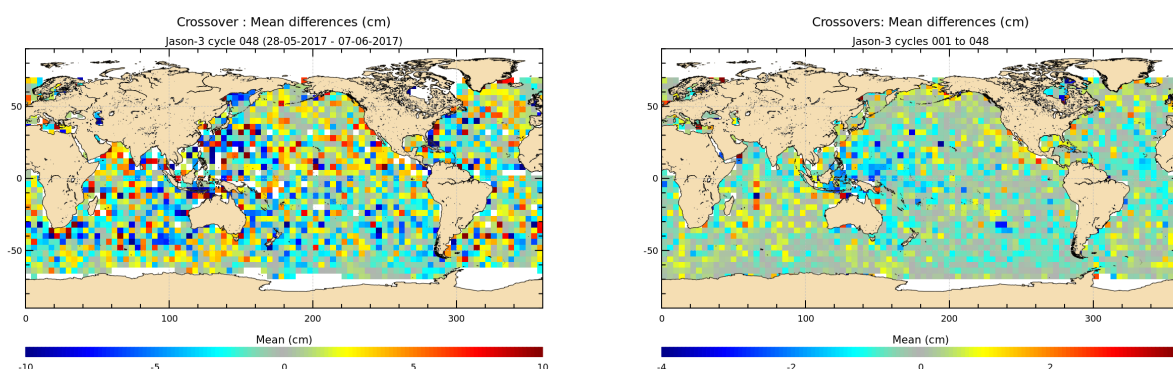 Crossover : Mean differences (cm)
Jason-3 cycle 048 (28-05-2017 - 07-06-2017)
50
0
-50
0 100 200 300
Mean (cm)
-10 -5 0 5 10
Crossovers: Mean differences (cm)
Jason-3 cycles 001 to 048
50
0
-50
0 100 200 300
Mean (cm)
-4 -2 0 2